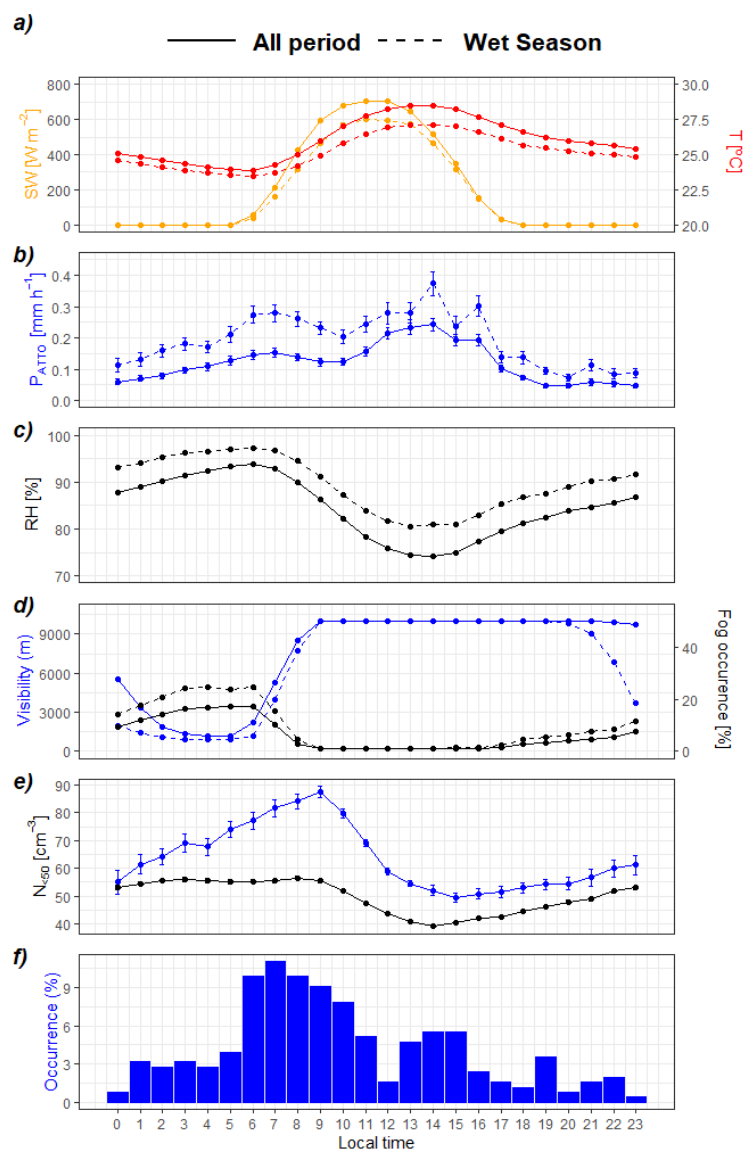 a)
All period
Wet Season
SW [W m⁻²]
800
600
400
200
0
30.0
27.5
25.0
22.5
20.0
T [ºC]
b)
P_ATTO [mm h⁻¹]
0.4
0.3
0.2
0.1
0.0
c)
RH [%]
100
90
80
70
d)
Visibility (m)
9000
6000
3000
0
40
20
0
Fog occurence [%]
e)
N_<50 [cm⁻³]
90
80
70
60
50
40
f)
Occurrence (%)
9
6
3
0
0 1 2 3 4 5 6 7 8 9 10 11 12 13 14 15 16 17 18 19 20 21 22 23
Local time